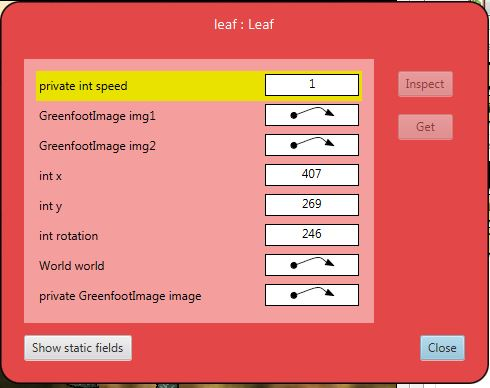 leaf : Leaf
private int speed 1
Inspect
GreenfootImage img1
Get
GreenfootImage img2
int x 407
int y 269
int rotation 246
World world
private GreenfootImage image
Show static fields
Close